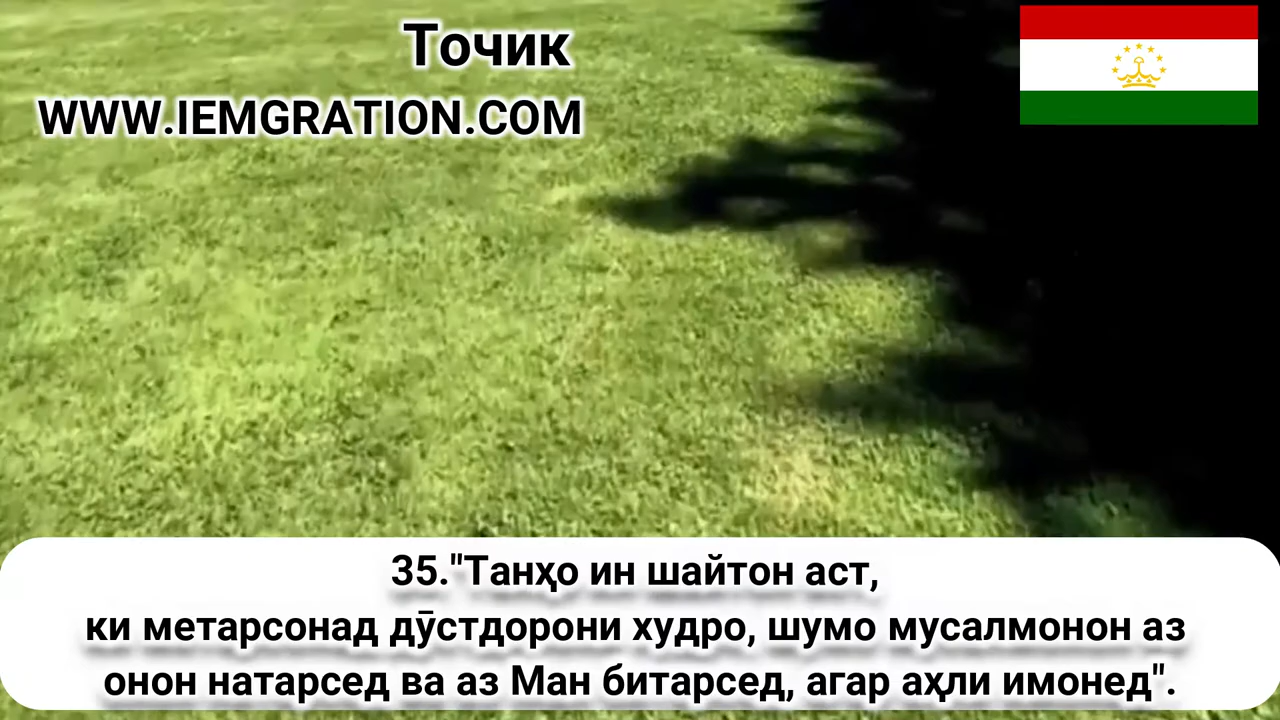 Точик
WWW.IEMGRATION.COM
35."Танҳо ин шайтон аст,
ки метарсонад дӯстдорони худро, шумо мусалмонон аз
онон натарсед ва аз Ман битарсед, агар аҳли имонед".